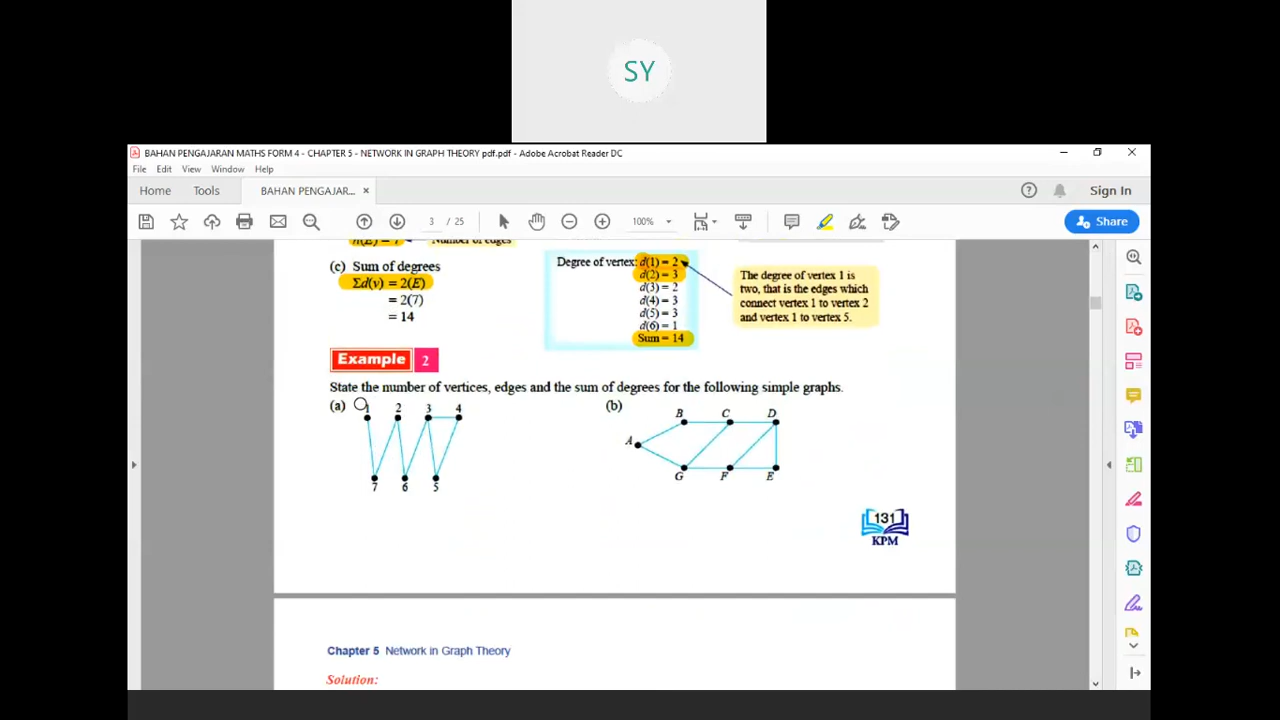 SY
BAHAN PENGAJARAN MATHS FORM 4 - CHAPTER 5 - NETWORK IN GRAPH THEORY pdf.pdf - Adobe Acrobat Reader DC
File Edit View Window Help
Home Tools BAHAN PENGAJAR... × Sign In
3 / 25 100% Share
n(E) = 7 Number of edges
(c) Sum of degrees
Σd(v) = 2(E)
= 2(7)
= 14
Degree of vertex: d(1) = 2
d(2) = 3
d(3) = 2
d(4) = 3
d(5) = 3
d(6) = 1
Sum = 14
The degree of vertex 1 is
two, that is the edges which
connect vertex 1 to vertex 2
and vertex 1 to vertex 5.
Example 2
State the number of vertices, edges and the sum of degrees for the following simple graphs.
(a) 1 2 3 4
7 6 5
(b) B C D
A
G F E
131
KPM
Chapter 5 Network in Graph Theory
Solution: